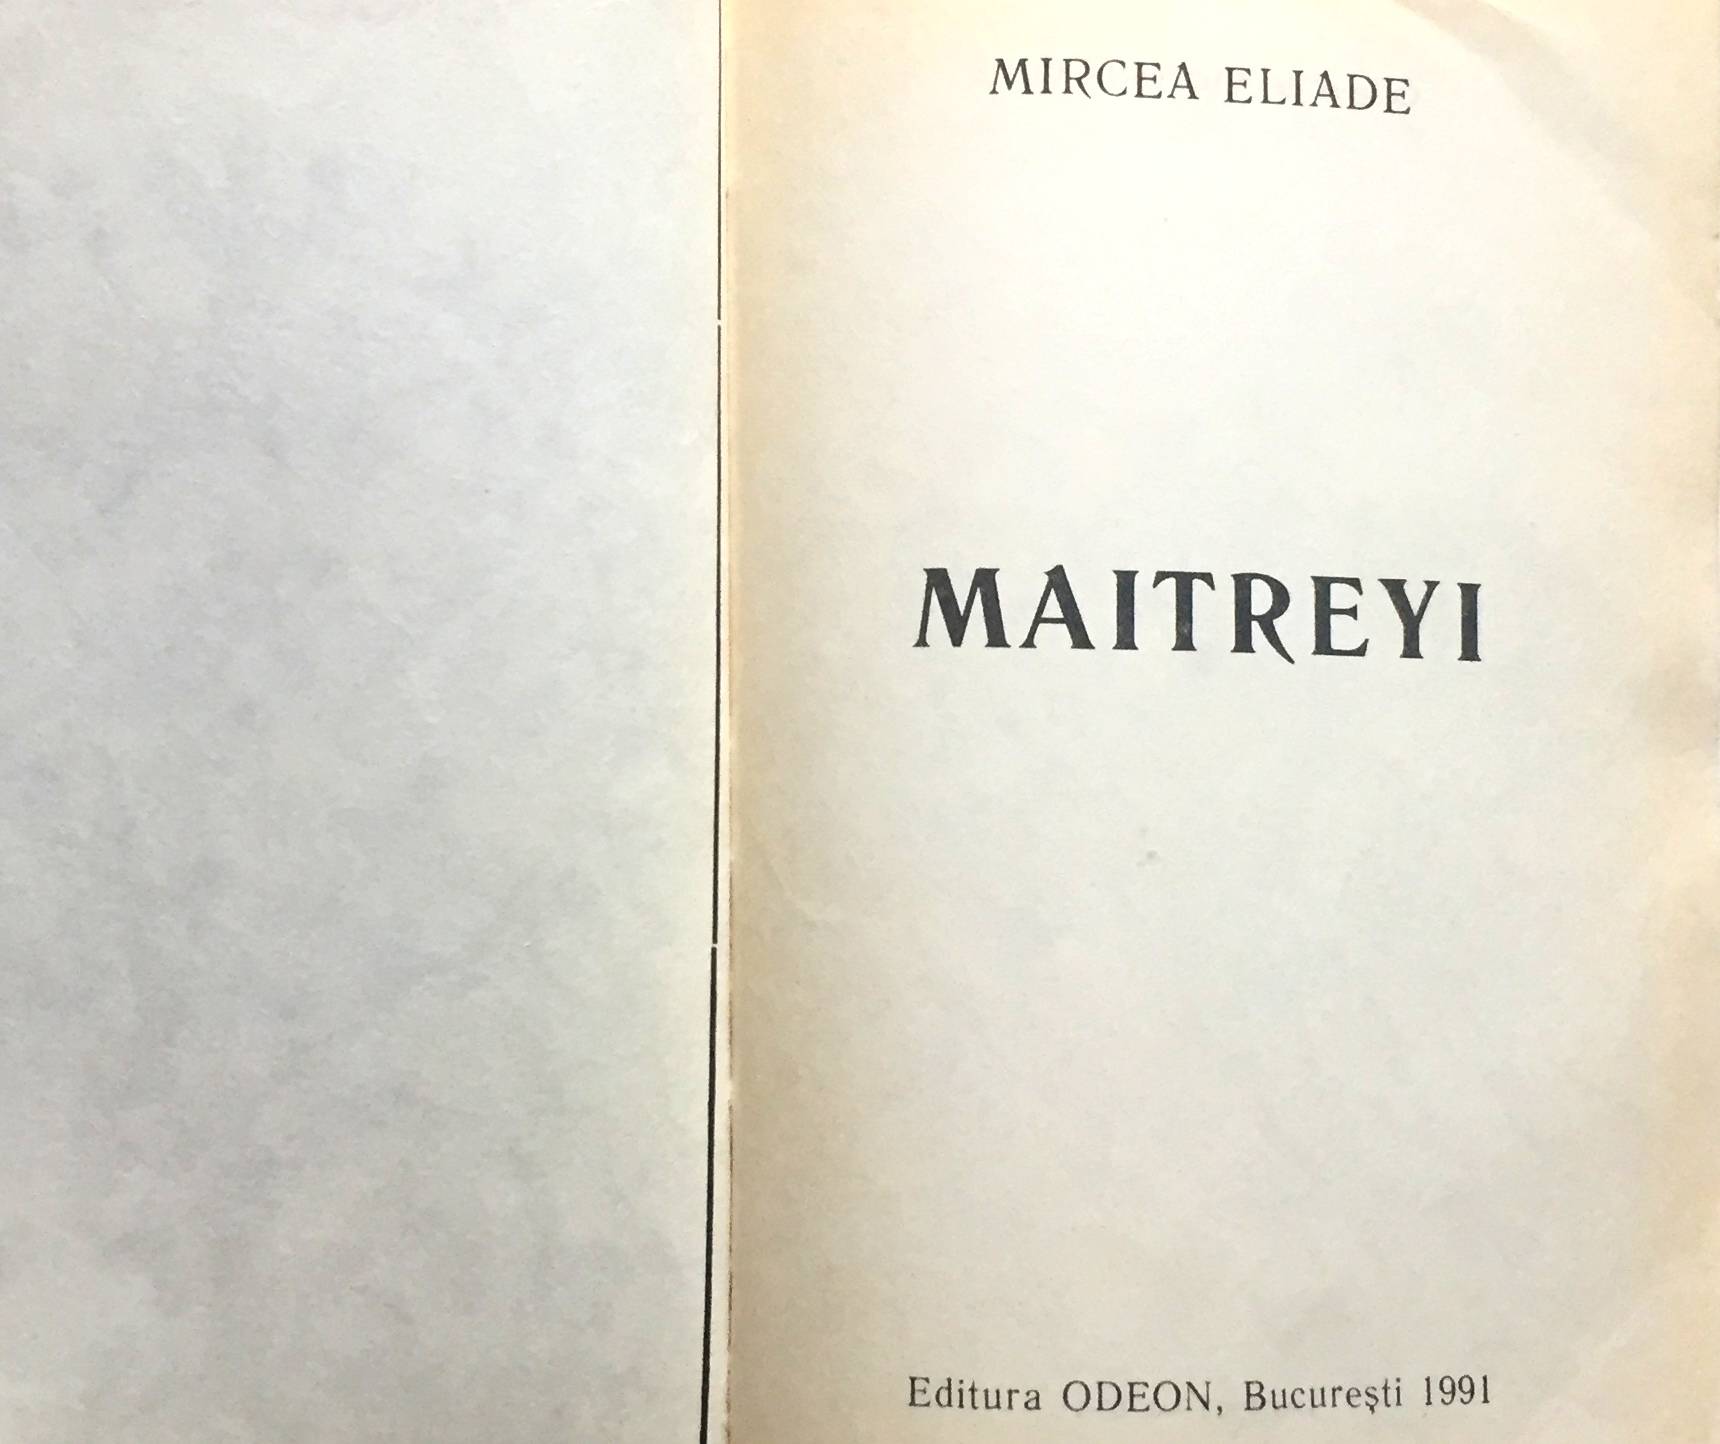 MIRCEA ELIADE
MAITREYI
Editura ODEON, București 1991